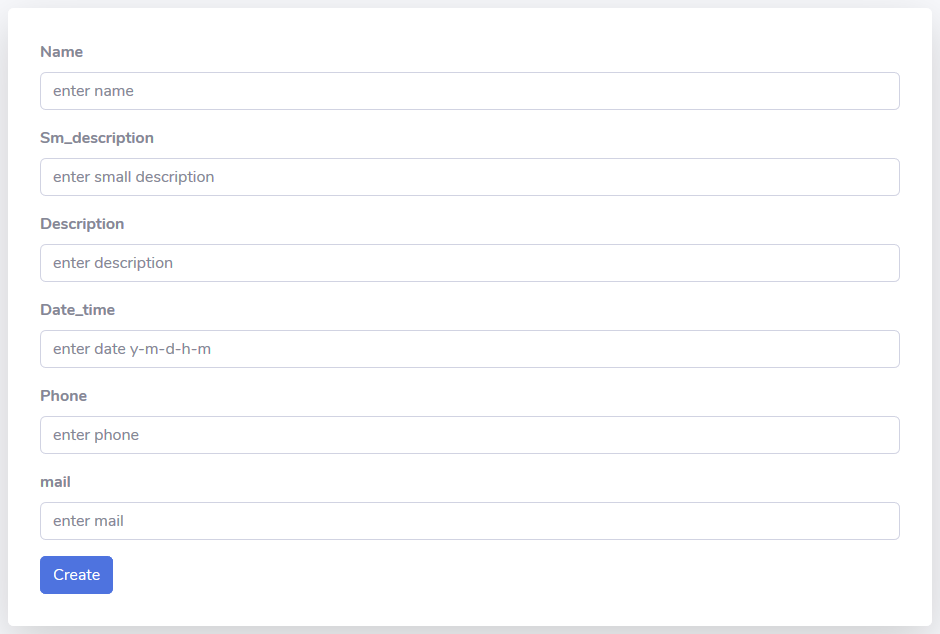 Name
enter name
Sm_description
enter small description
Description
enter description
Date_time
enter date y-m-d-h-m
Phone
enter phone
mail
enter mail
Create